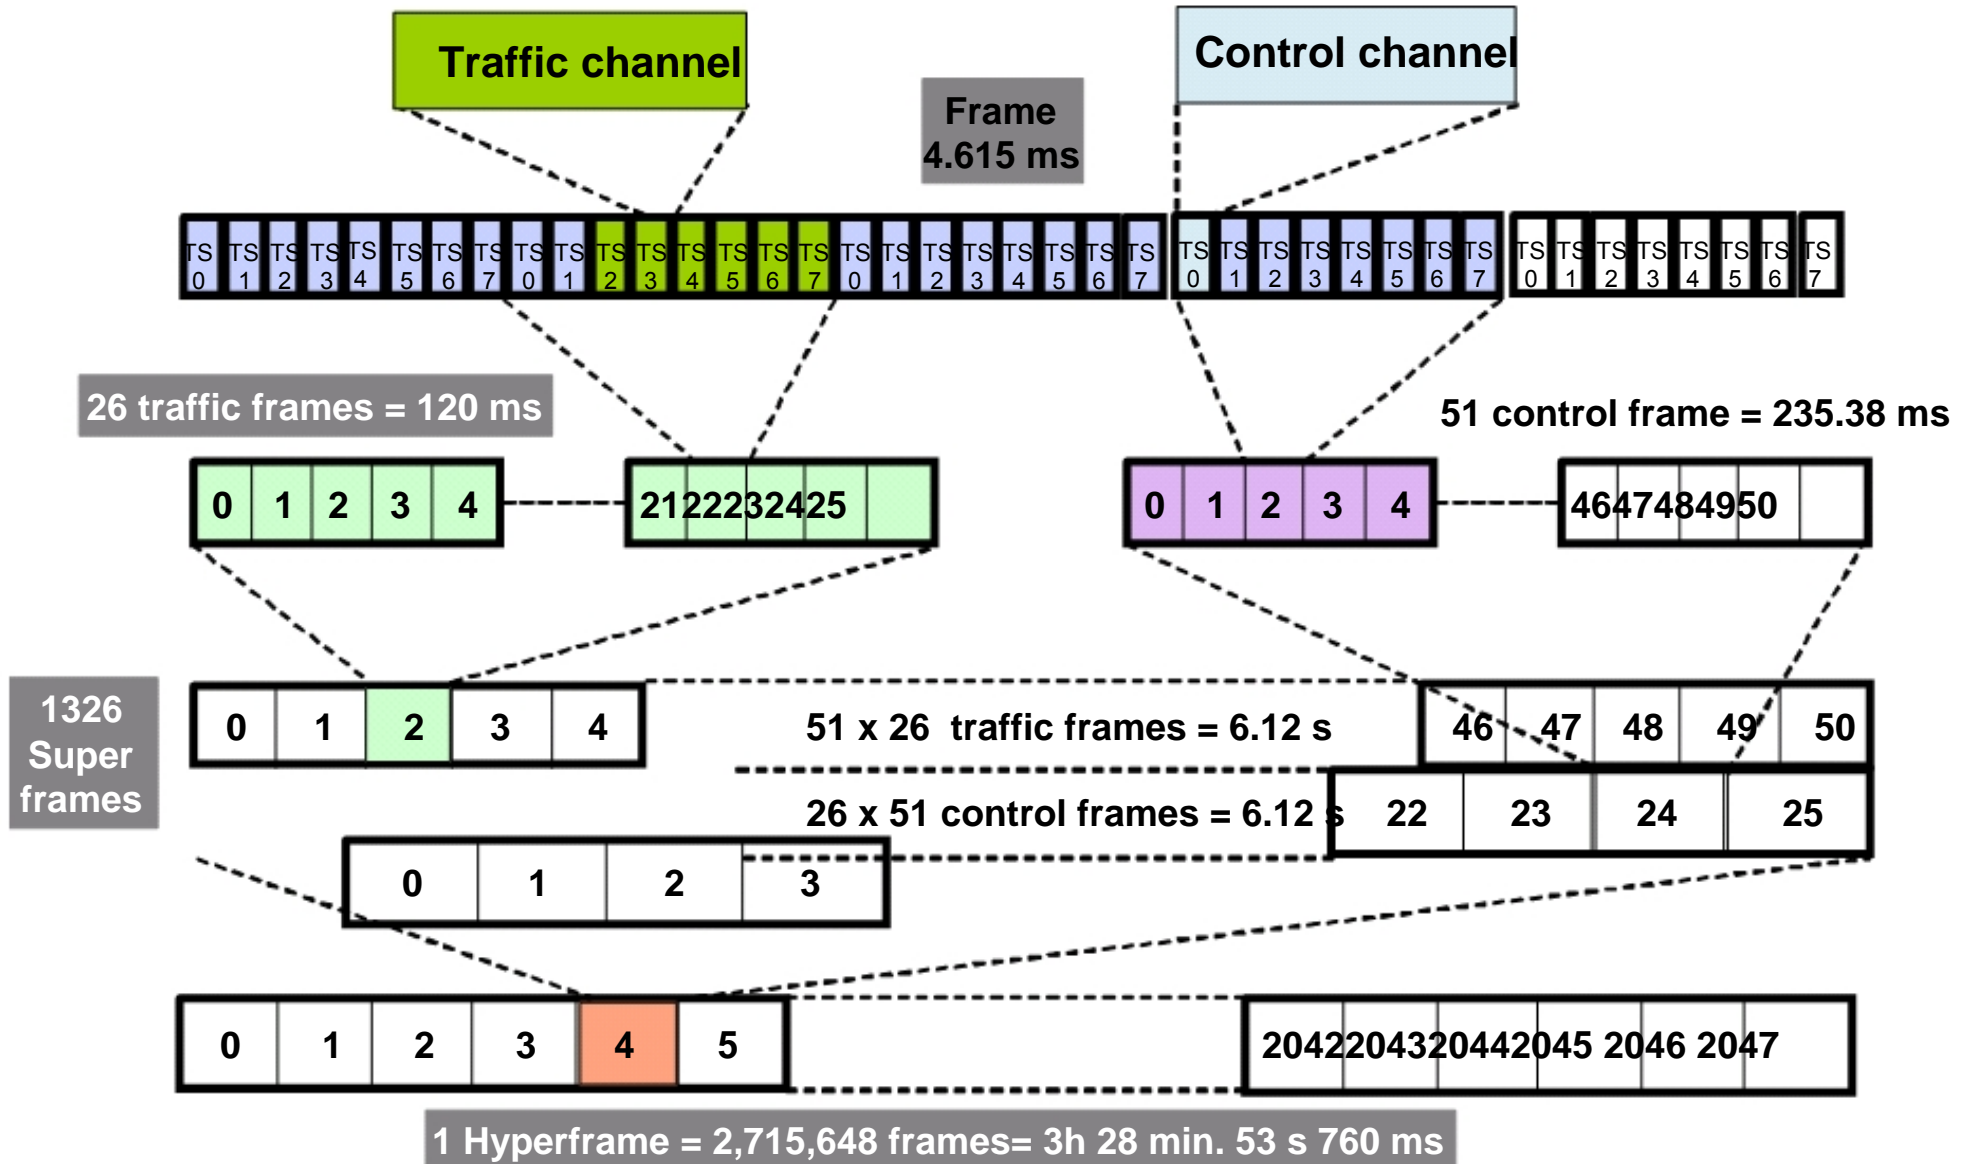 Traffic channel
Control channel
Frame
4.615 ms
TS TS TS TS TS TS TS TS TS TS TS TS TS TS TS TS TS TS TS TS TS TS TS TS TS TS TS TS TS TS TS TS TS TS TS TS TS TS TS TS
0 1 2 3 4 5 6 7 0 1 2 3 4 5 6 7 0 1 2 3 4 5 6 7 0 1 2 3 4 5 6 7 0 1 2 3 4 5 6 7
26 traffic frames = 120 ms
51 control frame = 235.38 ms
0 1 2 3 4 2122232425 0 1 2 3 4 4647484950
1326
Super
frames
0 1 2 3 4 51 x 26 traffic frames = 6.12 s 46 47 48 49 50
26 x 51 control frames = 6.12 s 22 23 24 25
0 1 2 3
0 1 2 3 4 5 2042204320442045 2046 2047
1 Hyperframe = 2,715,648 frames= 3h 28 min. 53 s 760 ms